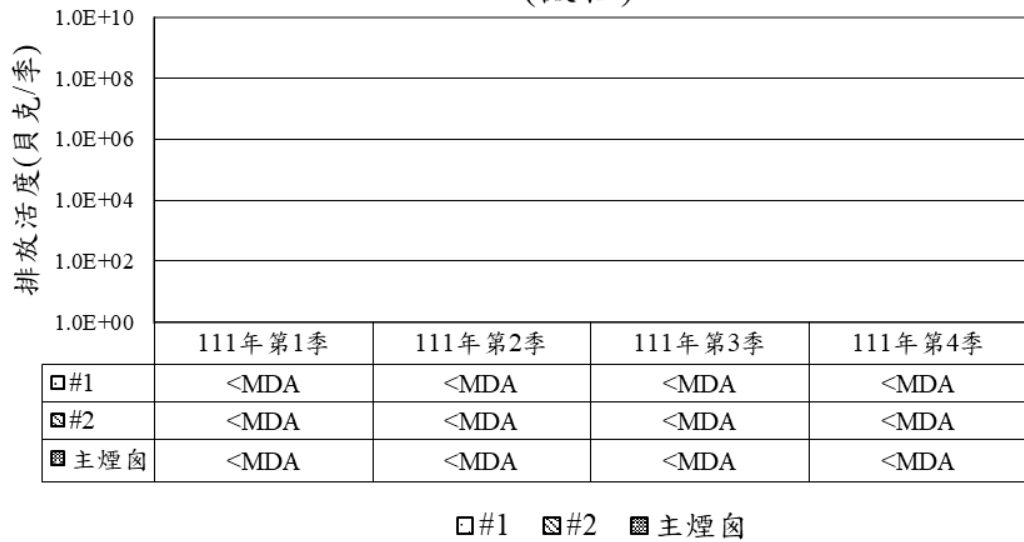 1.0E+10
1.0E+08
1.0E+06
1.0E+04
1.0E+02
1.0E+00
排放活度(貝克/季)
111年第1季 111年第2季 111年第3季 111年第4季
#1 <MDA <MDA <MDA <MDA
#2 <MDA <MDA <MDA <MDA
主煙囪 <MDA <MDA <MDA <MDA
#1 #2 主煙囪